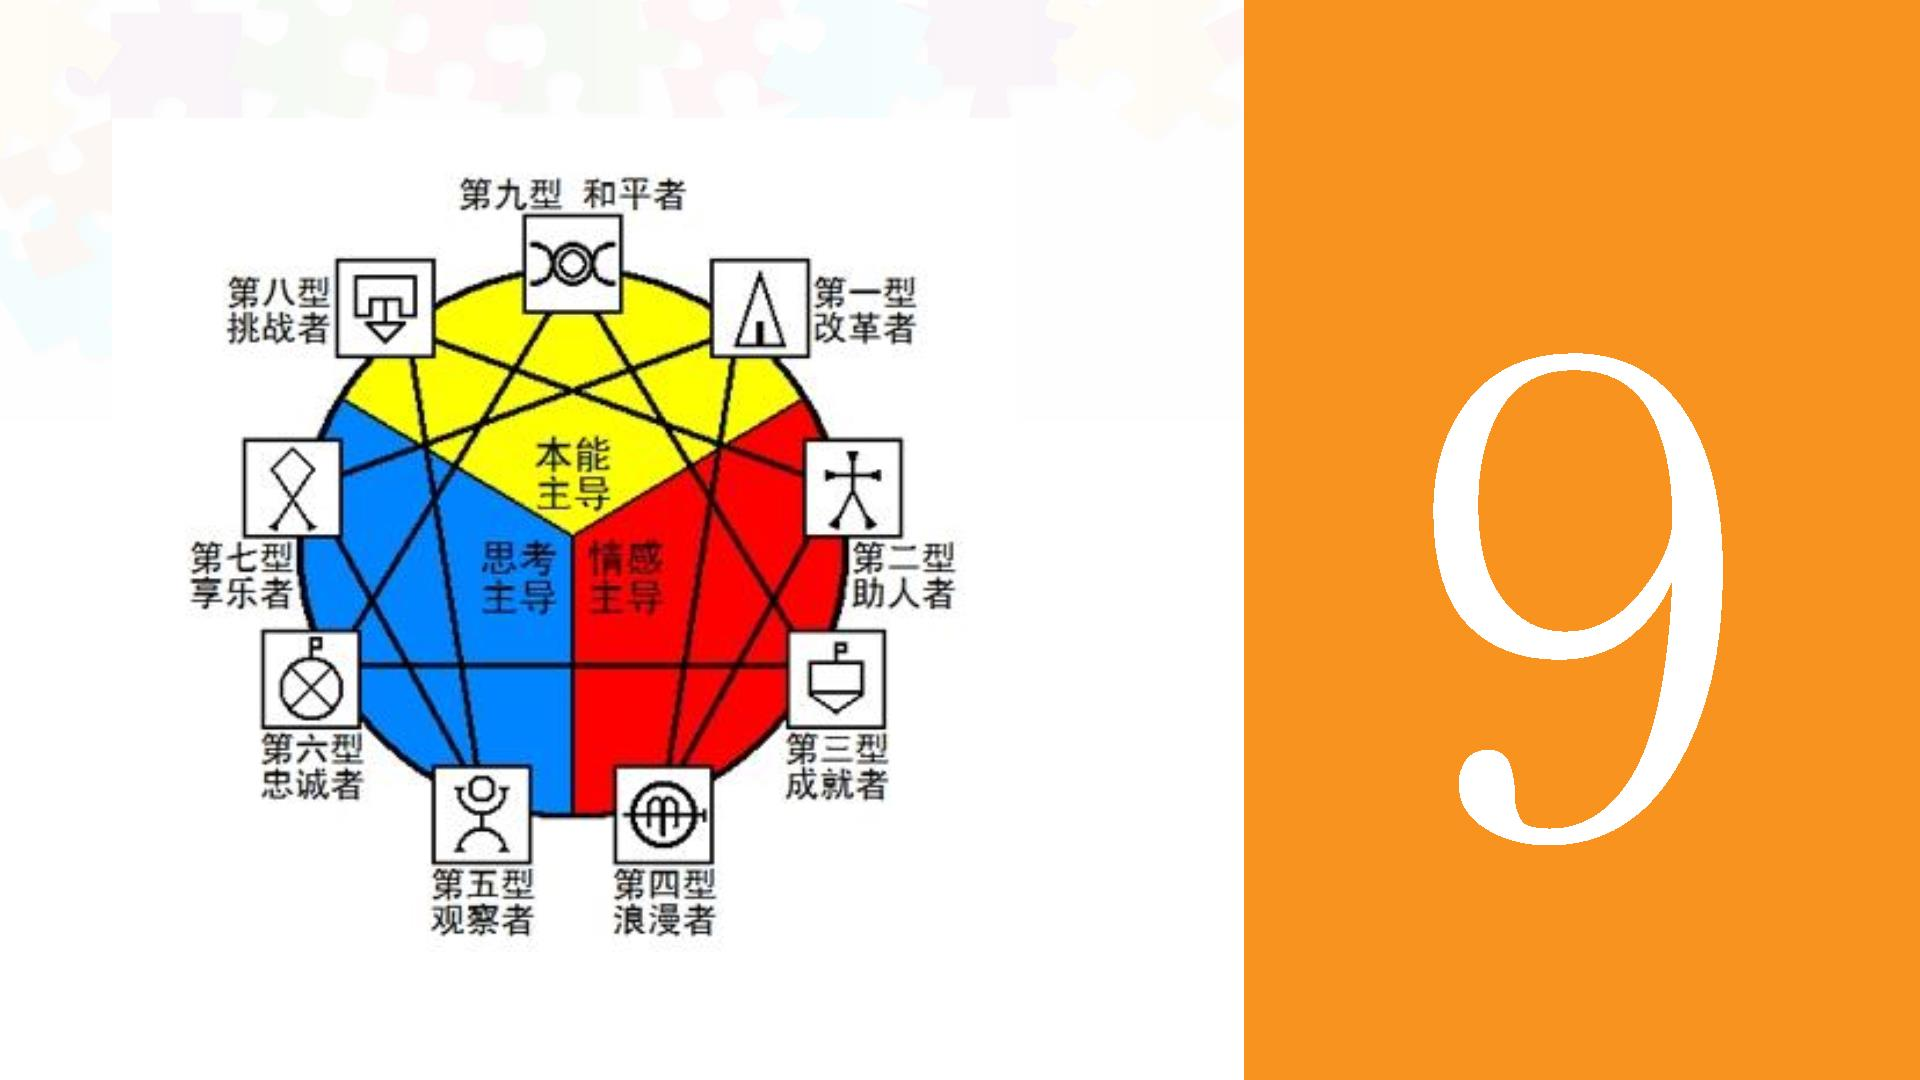 第九型 和平者
第八型
挑战者
第一型
改革者
本能
主导
第七型
享乐者
思考
主导
情感
主导
第二型
助人者
第六型
忠诚者
第三型
成就者
第五型
观察者
第四型
浪漫者
9